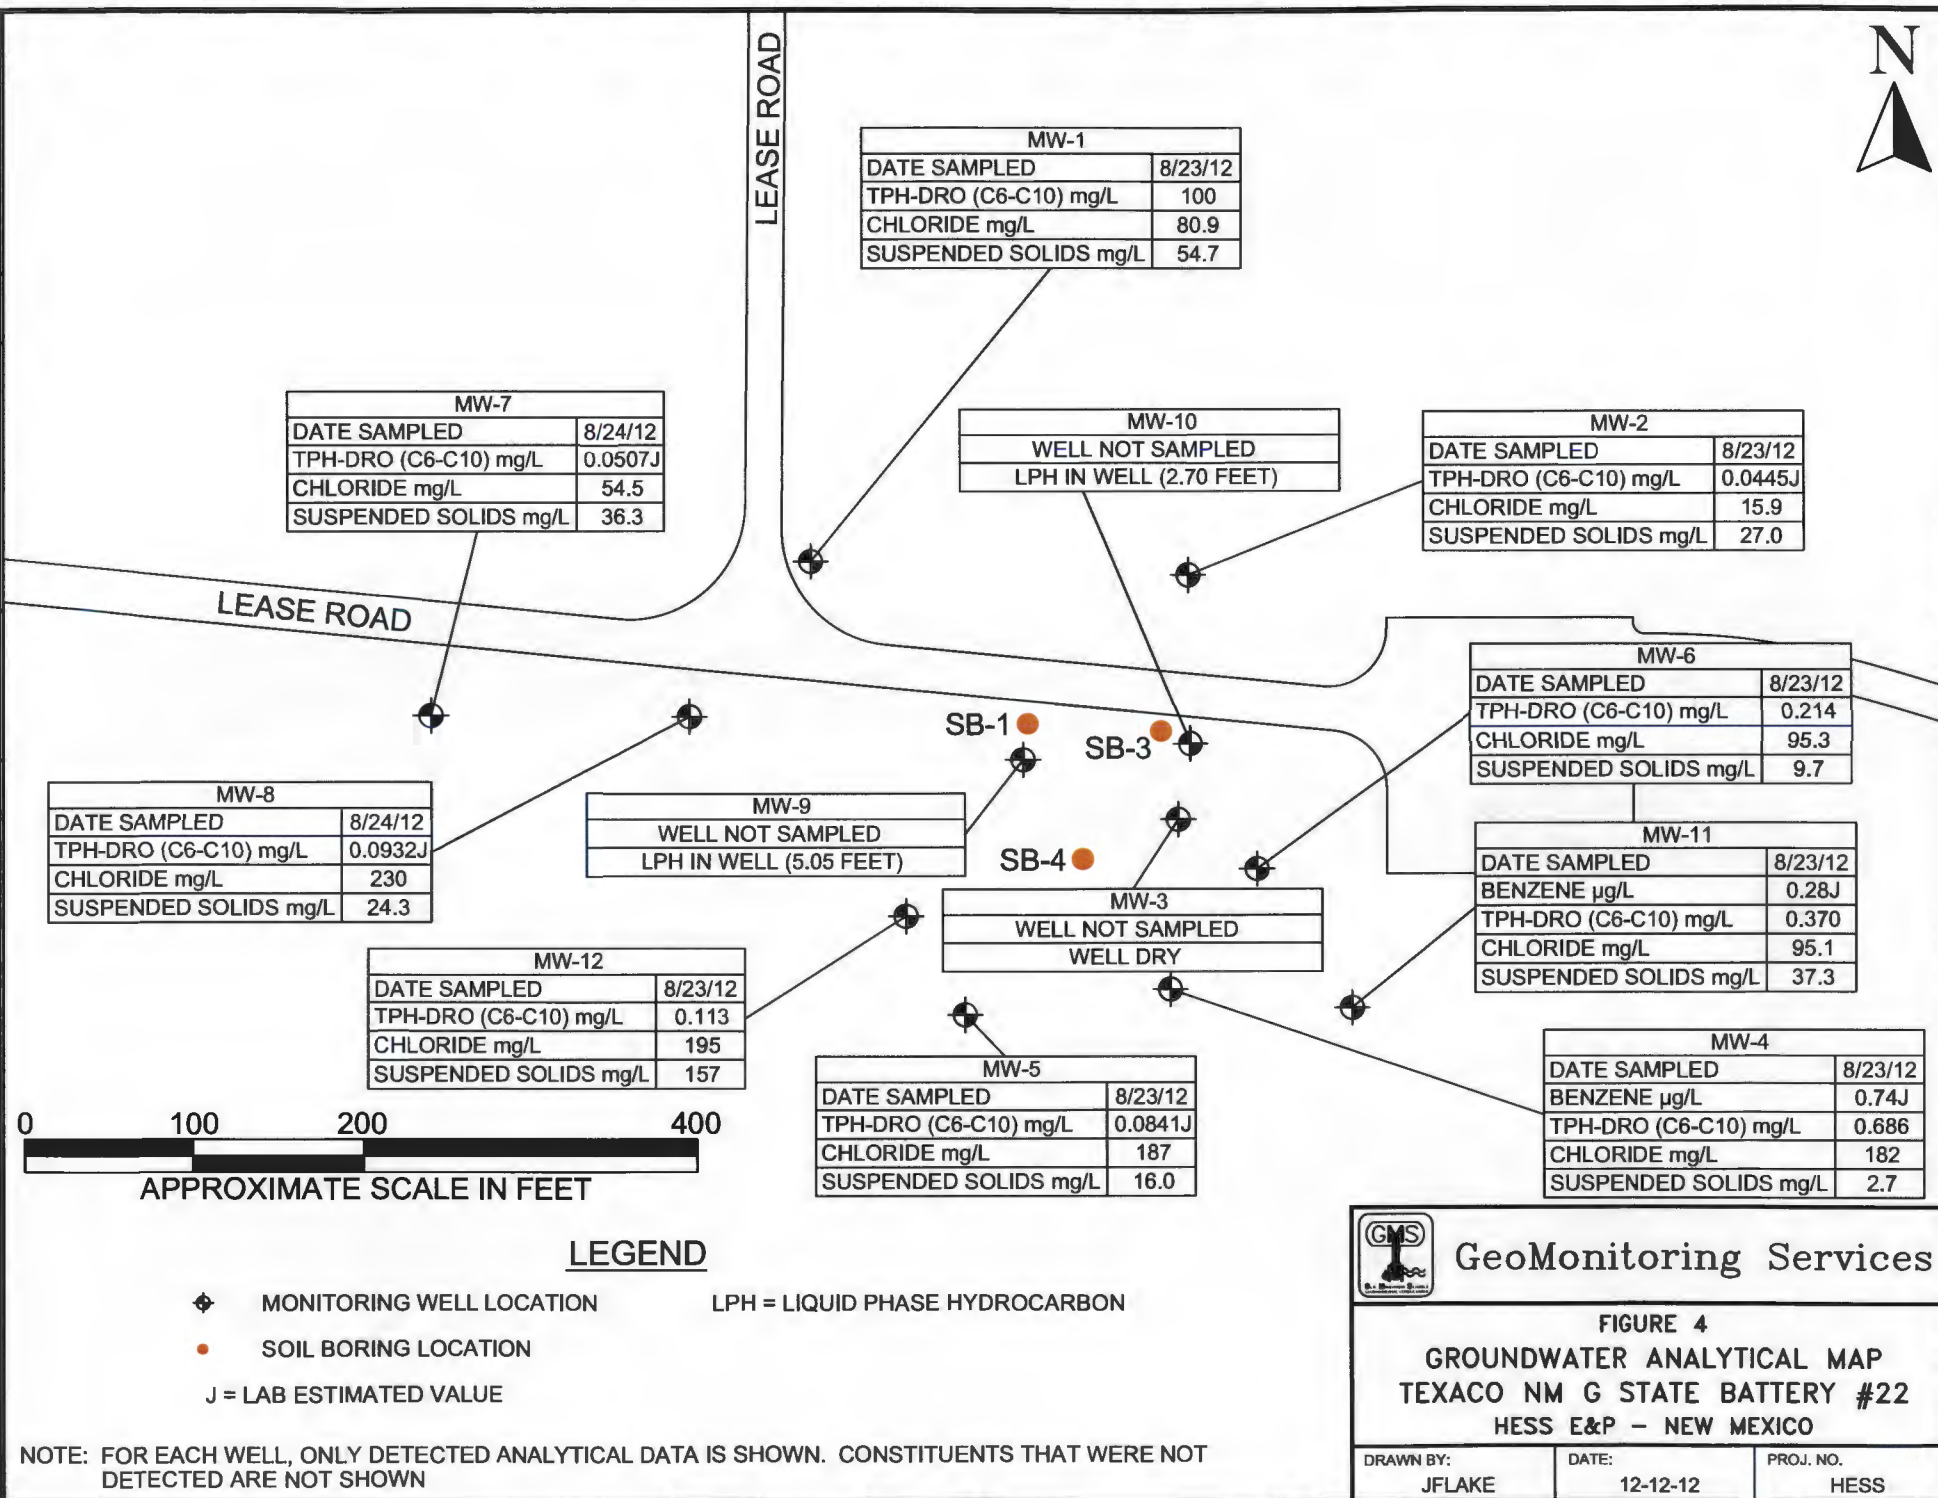 N
LEASE ROAD
MW-1
DATE SAMPLED 8/23/12
TPH-DRO (C6-C10) mg/L 100
CHLORIDE mg/L 80.9
SUSPENDED SOLIDS mg/L 54.7
MW-7
DATE SAMPLED 8/24/12
TPH-DRO (C6-C10) mg/L 0.0507J
CHLORIDE mg/L 54.5
SUSPENDED SOLIDS mg/L 36.3
MW-10
WELL NOT SAMPLED
LPH IN WELL (2.70 FEET)
MW-2
DATE SAMPLED 8/23/12
TPH-DRO (C6-C10) mg/L 0.0445J
CHLORIDE mg/L 15.9
SUSPENDED SOLIDS mg/L 27.0
LEASE ROAD
MW-6
DATE SAMPLED 8/23/12
TPH-DRO (C6-C10) mg/L 0.214
CHLORIDE mg/L 95.3
SUSPENDED SOLIDS mg/L 9.7
SB-1
SB-3
MW-8
DATE SAMPLED 8/24/12
TPH-DRO (C6-C10) mg/L 0.0932J
CHLORIDE mg/L 230
SUSPENDED SOLIDS mg/L 24.3
MW-9
WELL NOT SAMPLED
LPH IN WELL (5.05 FEET)
SB-4
MW-11
DATE SAMPLED 8/23/12
BENZENE µg/L 0.28J
TPH-DRO (C6-C10) mg/L 0.370
CHLORIDE mg/L 95.1
SUSPENDED SOLIDS mg/L 37.3
MW-3
WELL NOT SAMPLED
WELL DRY
MW-12
DATE SAMPLED 8/23/12
TPH-DRO (C6-C10) mg/L 0.113
CHLORIDE mg/L 195
SUSPENDED SOLIDS mg/L 157
MW-5
DATE SAMPLED 8/23/12
TPH-DRO (C6-C10) mg/L 0.0841J
CHLORIDE mg/L 187
SUSPENDED SOLIDS mg/L 16.0
MW-4
DATE SAMPLED 8/23/12
BENZENE µg/L 0.74J
TPH-DRO (C6-C10) mg/L 0.686
CHLORIDE mg/L 182
SUSPENDED SOLIDS mg/L 2.7
0 100 200 400
APPROXIMATE SCALE IN FEET
LEGEND
MONITORING WELL LOCATION
LPH = LIQUID PHASE HYDROCARBON
SOIL BORING LOCATION
J = LAB ESTIMATED VALUE
NOTE: FOR EACH WELL, ONLY DETECTED ANALYTICAL DATA IS SHOWN. CONSTITUENTS THAT WERE NOT
DETECTED ARE NOT SHOWN
GMS
GeoMonitoring Services
FIGURE 4
GROUNDWATER ANALYTICAL MAP
TEXACO NM G STATE BATTERY #22
HESS E&P – NEW MEXICO
DRAWN BY: DATE: PROJ. NO.
JFLAKE 12-12-12 HESS